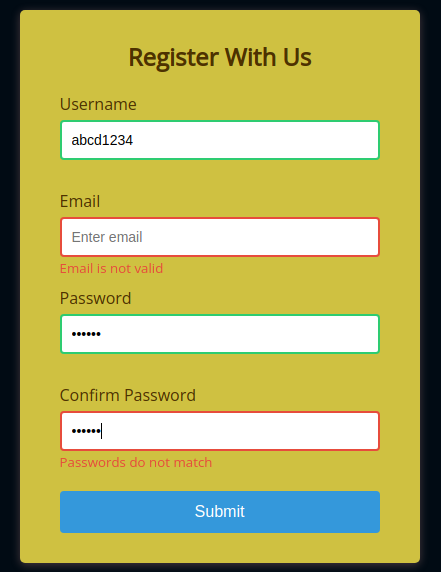 Register With Us
Username
abcd1234
Email
Enter email
Email is not valid
Password
••••••
Confirm Password
••••••
Passwords do not match
Submit